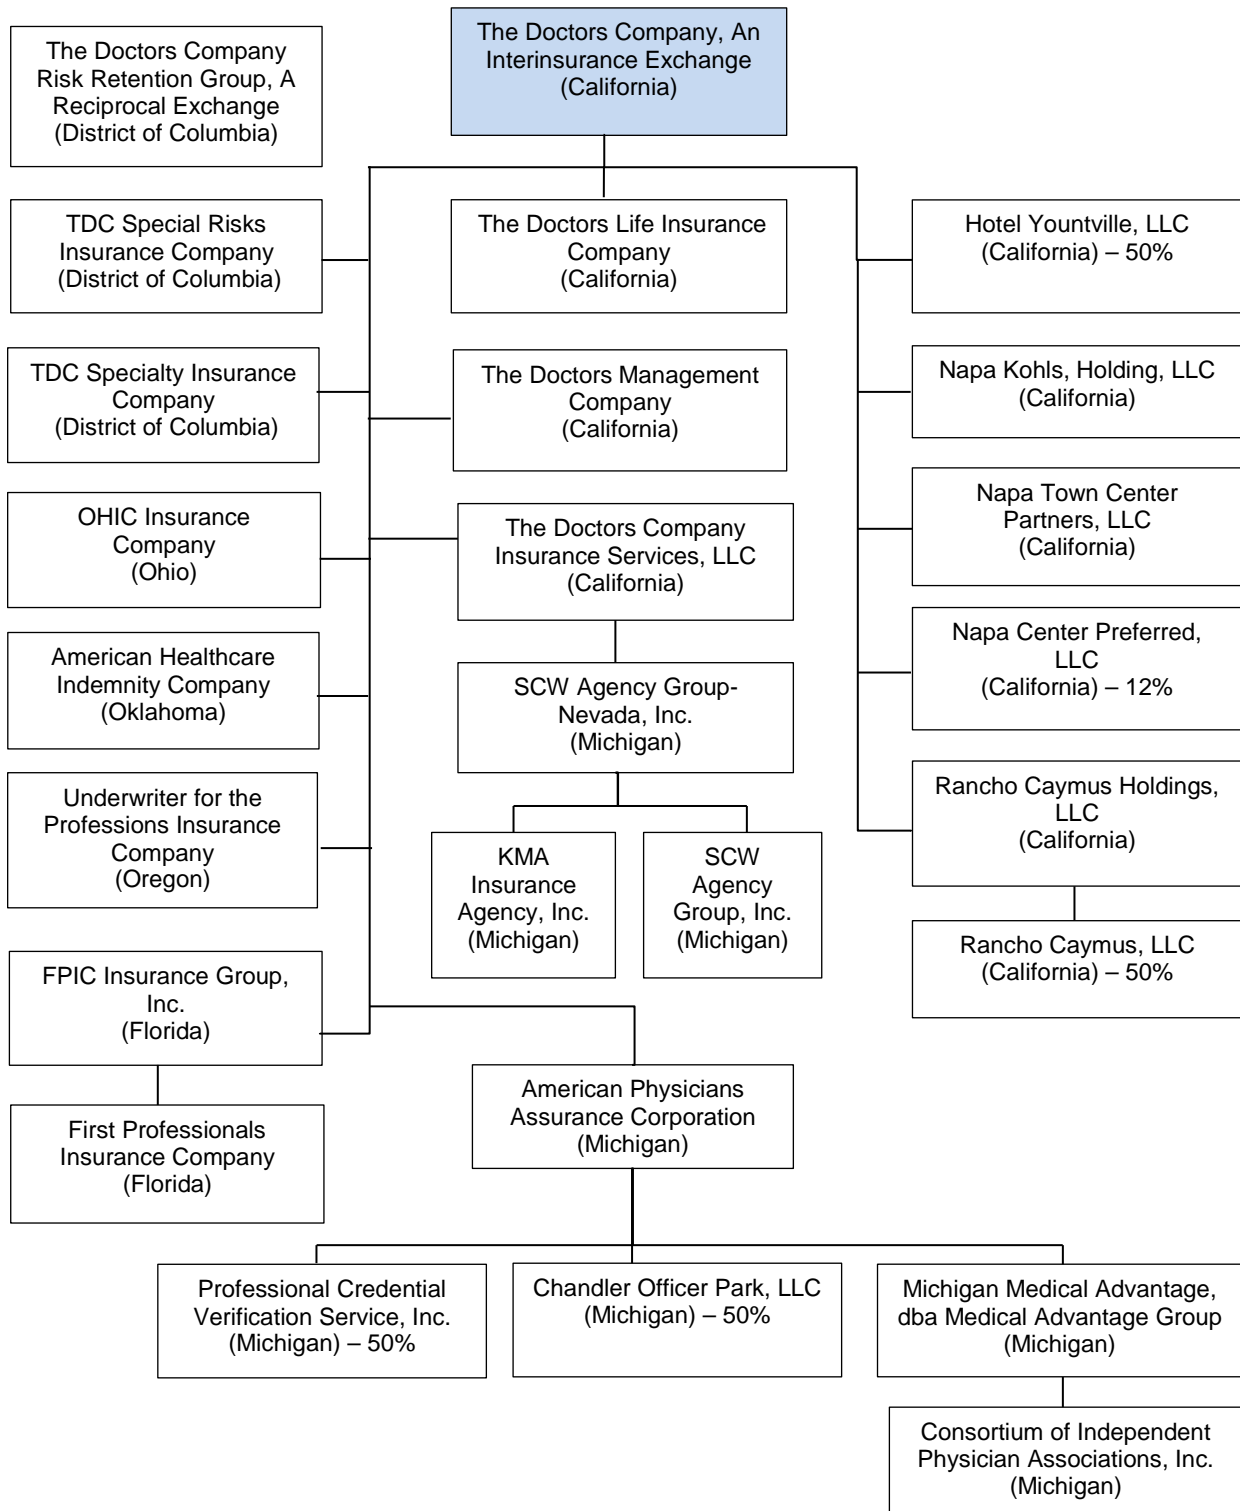 The Doctors Company
Risk Retention Group, A
Reciprocal Exchange
(District of Columbia)
The Doctors Company, An
Interinsurance Exchange
(California)
TDC Special Risks
Insurance Company
(District of Columbia)
The Doctors Life Insurance
Company
(California)
Hotel Yountville, LLC
(California) – 50%
TDC Specialty Insurance
Company
(District of Columbia)
The Doctors Management
Company
(California)
Napa Kohls, Holding, LLC
(California)
OHIC Insurance
Company
(Ohio)
The Doctors Company
Insurance Services, LLC
(California)
Napa Town Center
Partners, LLC
(California)
American Healthcare
Indemnity Company
(Oklahoma)
SCW Agency Group-
Nevada, Inc.
(Michigan)
Napa Center Preferred,
LLC
(California) – 12%
Underwriter for the
Professions Insurance
Company
(Oregon)
KMA
Insurance
Agency, Inc.
(Michigan)
SCW
Agency
Group, Inc.
(Michigan)
Rancho Caymus Holdings,
LLC
(California)
Rancho Caymus, LLC
(California) – 50%
FPIC Insurance Group,
Inc.
(Florida)
First Professionals
Insurance Company
(Florida)
American Physicians
Assurance Corporation
(Michigan)
Professional Credential
Verification Service, Inc.
(Michigan) – 50%
Chandler Officer Park, LLC
(Michigan) – 50%
Michigan Medical Advantage,
dba Medical Advantage Group
(Michigan)
Consortium of Independent
Physician Associations, Inc.
(Michigan)